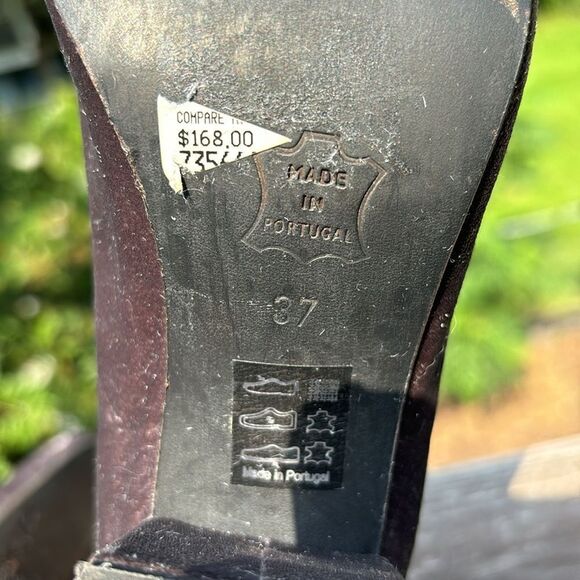 COMPARE
$168.00
MADE
IN
PORTUGAL
37
Made in Portugal